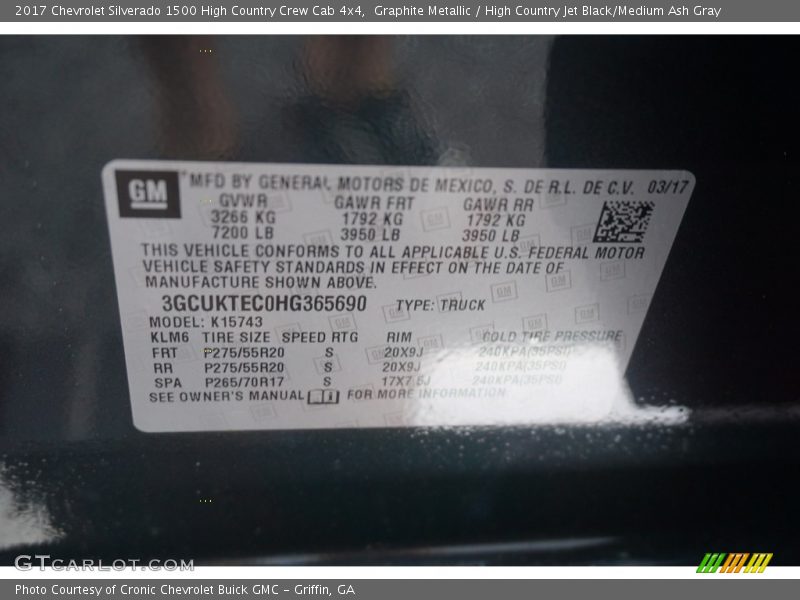 2017 Chevrolet Silverado 1500 High Country Crew Cab 4x4,  Graphite Metallic / High Country Jet Black/Medium Ash Gray
GM MFD BY GENERAL MOTORS DE MEXICO, S. DE R.L. DE C.V. 03/17
GVWR GAWR FRT GAWR RR
3266 KG 1792 KG 1792 KG
7200 LB 3950 LB 3950 LB
THIS VEHICLE CONFORMS TO ALL APPLICABLE U.S. FEDERAL MOTOR
VEHICLE SAFETY STANDARDS IN EFFECT ON THE DATE OF
MANUFACTURE SHOWN ABOVE.
3GCUKTEC0HG365690 TYPE: TRUCK
MODEL: K15743
KLM6 TIRE SIZE SPEED RTG RIM COLD TIRE PRESSURE
FRT P275/55R20 S 20X9J 240KPA(35PSI)
RR P275/55R20 S 20X9J 240KPA(35PSI)
SPA P265/70R17 S 17X7.5J 240KPA(35PSI)
SEE OWNER'S MANUAL FOR MORE INFORMATION
GTCARLOT.COM
Photo Courtesy of Cronic Chevrolet Buick GMC – Griffin, GA